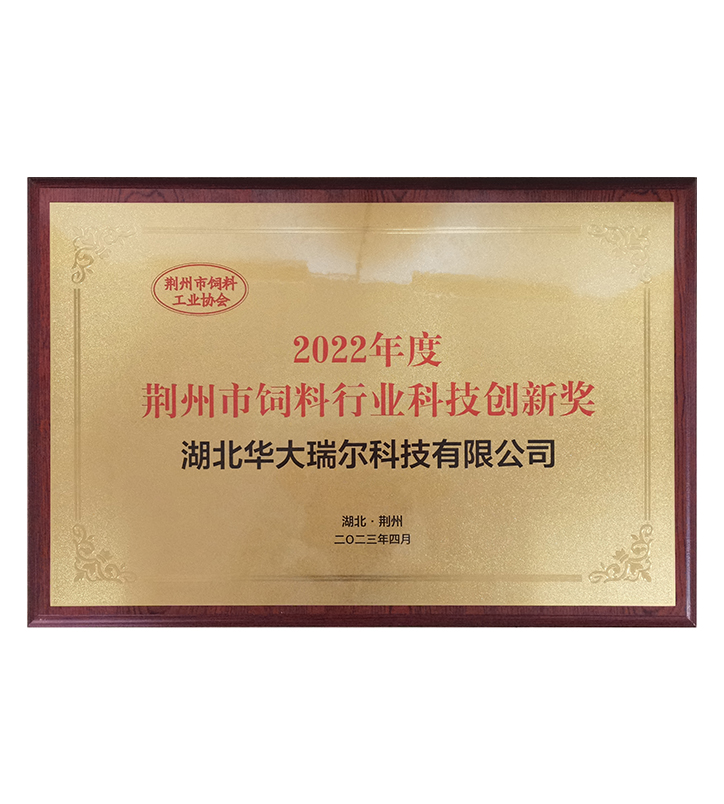 荆州市饲料
工业协会
2022年度
荆州市饲料行业科技创新奖
湖北华大瑞尔科技有限公司
湖北·荆州
二〇二三年四月